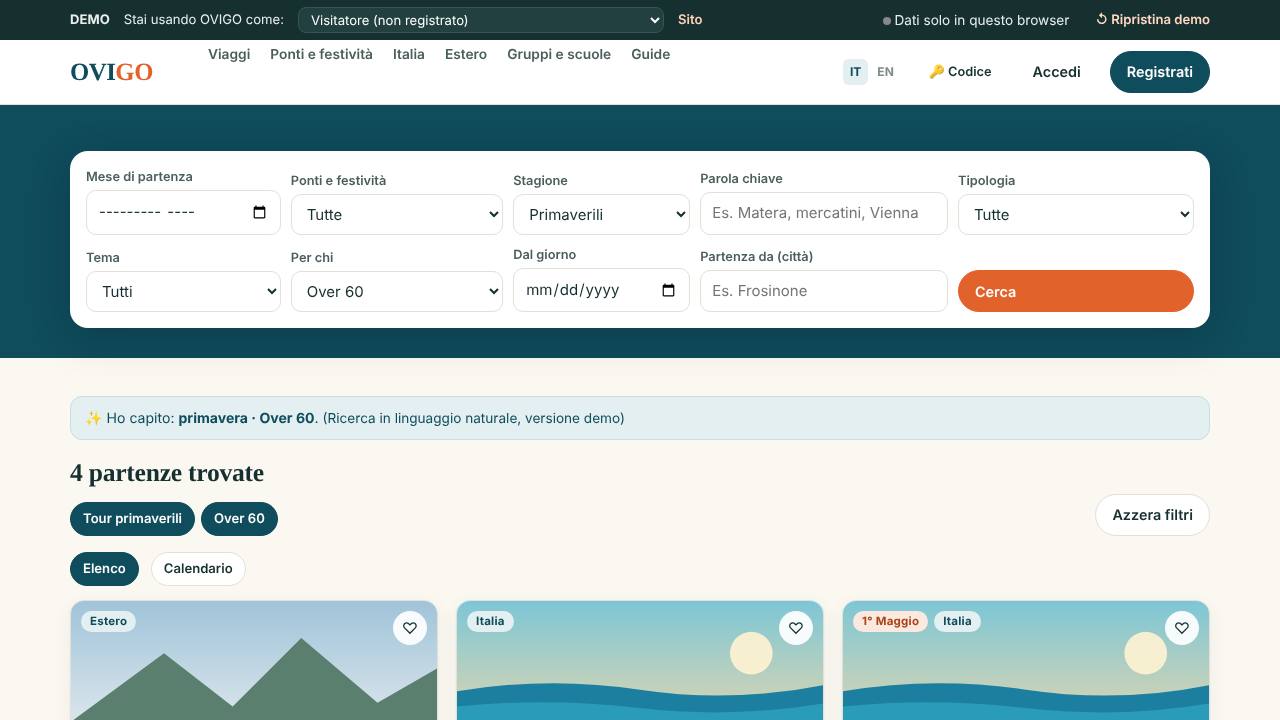 DEMO Stai usando OVIGO come: Visitatore (non registrato) Sito Dati solo in questo browser ↺ Ripristina demo
OVIGO Viaggi Ponti e festività Italia Estero Gruppi e scuole Guide IT EN 🔑 Codice Accedi Registrati
Mese di partenza Ponti e festività Stagione Parola chiave Tipologia
--------- ---- Tutte Primaverili Es. Matera, mercatini, Vienna Tutte
Tema Per chi Dal giorno Partenza da (città)
Tutti Over 60 mm/dd/yyyy Es. Frosinone Cerca
✨ Ho capito: primavera · Over 60. (Ricerca in linguaggio naturale, versione demo)
4 partenze trovate
Tour primaverili Over 60 Azzera filtri
Elenco Calendario
Estero ♡ Italia ♡ 1° Maggio Italia ♡